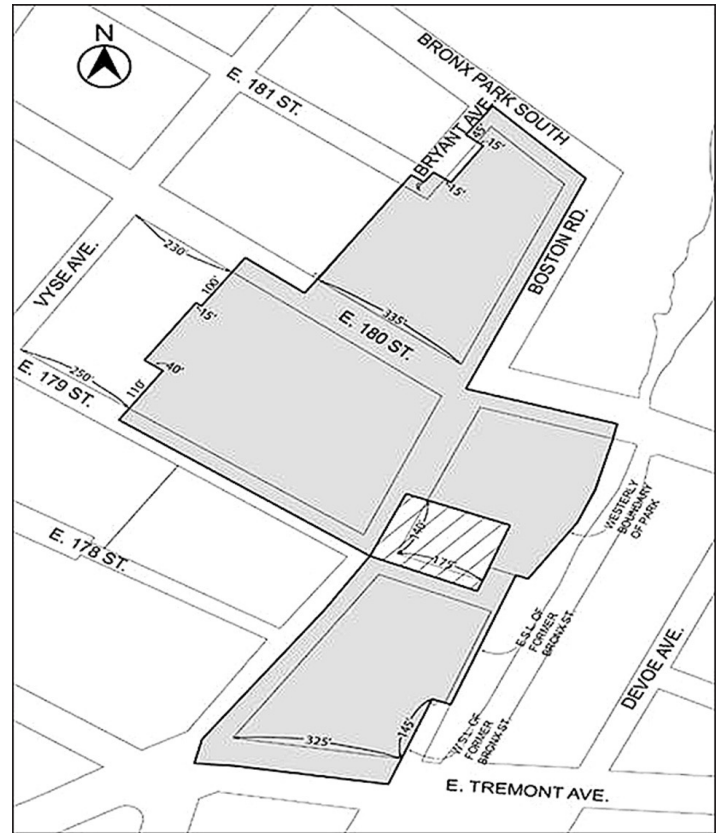 N
BRONX PARK SOUTH
E. 181 ST.
BRYANT AVE.
45'
15'
15'
BOSTON RD.
VYSE AVE.
230'
100'
15'
335'
E. 180 ST.
40'
250'
110'
E. 179 ST.
WESTERLY
BOUNDARY
OF PARK
140'
175'
E. 178 ST.
E.S.L. OF
FORMER
BRONX ST.
DEVOE AVE.
145'
325'
W.S.L. OF
FORMER
BRONX ST.
E. TREMONT AVE.